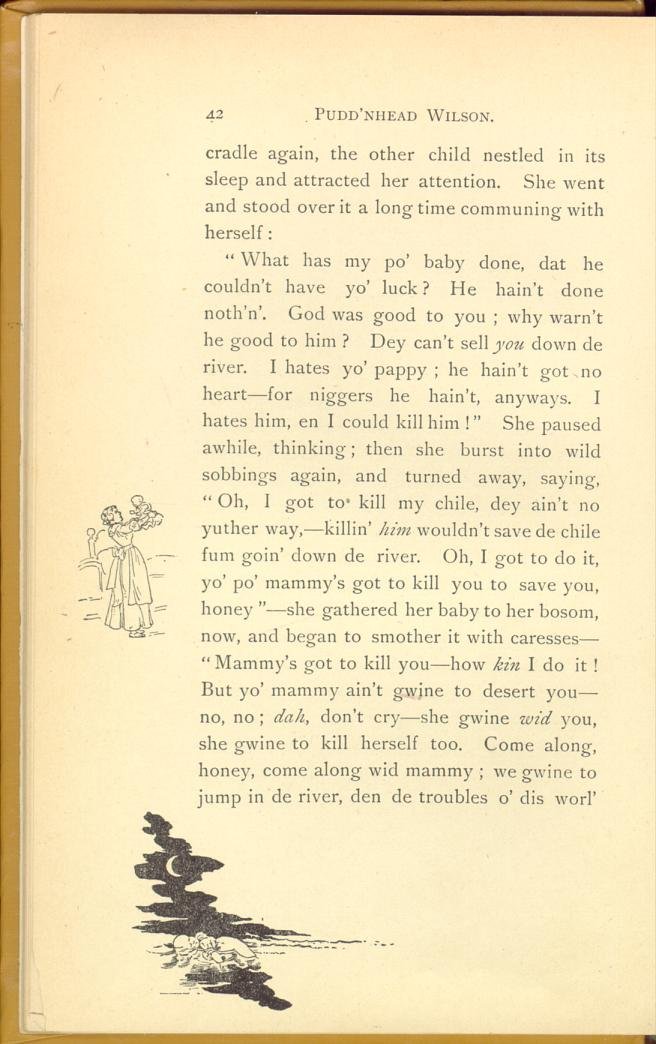 42 PUDD'NHEAD WILSON.
cradle again, the other child nestled in its
sleep and attracted her attention. She went
and stood over it a long time communing with
herself :
“ What has my po' baby done, dat he
couldn't have yo' luck ? He hain't done
noth'n'. God was good to you ; why warn't
he good to him ? Dey can't sell you down de
river. I hates yo' pappy ; he hain't got no
heart—for niggers he hain't, anyways. I
hates him, en I could kill him ! ” She paused
awhile, thinking ; then she burst into wild
sobbings again, and turned away, saying,
“ Oh, I got to kill my chile, dey ain't no
yuther way,—killin' him wouldn't save de chile
fum goin' down de river. Oh, I got to do it,
yo' po' mammy's got to kill you to save you,
honey ”—she gathered her baby to her bosom,
now, and began to smother it with caresses—
“ Mammy's got to kill you—how kin I do it !
But yo' mammy ain't gwine to desert you—
no, no ; dah, don't cry—she gwine wid you,
she gwine to kill herself too. Come along,
honey, come along wid mammy ; we gwine to
jump in de river, den de troubles o' dis worl'